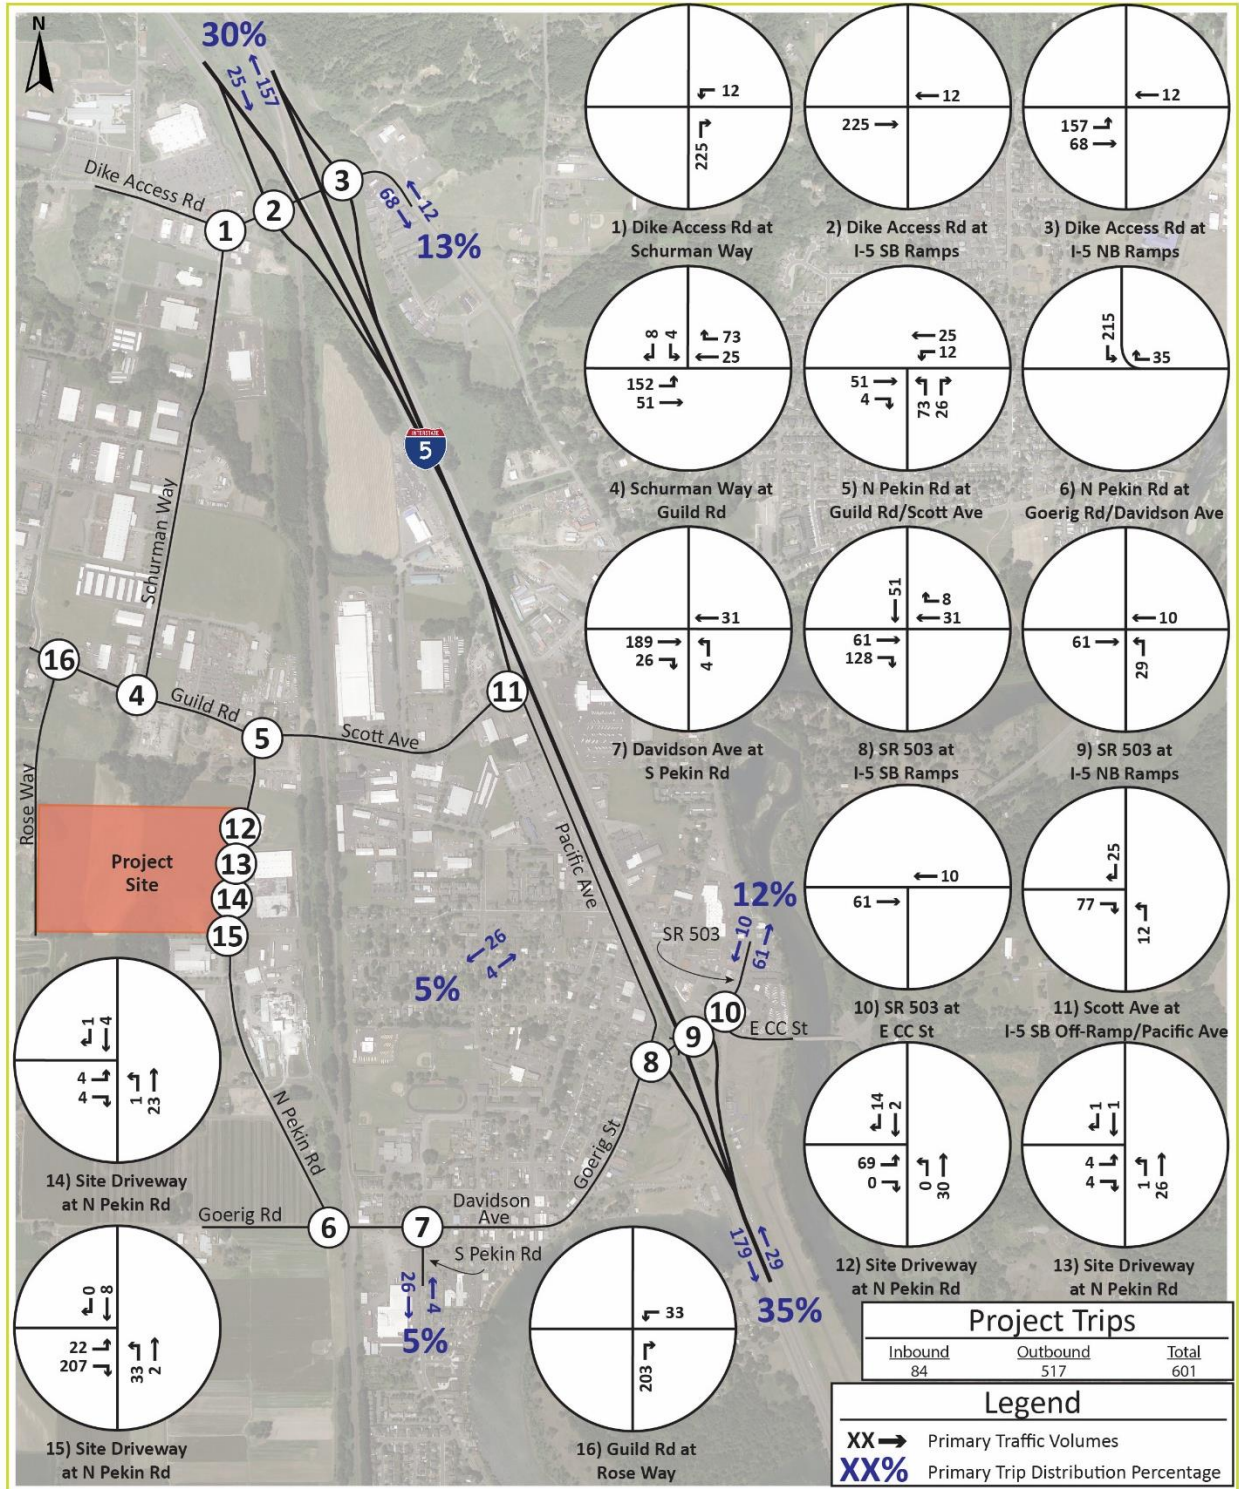 N
30%
25
157
Dike Access Rd
1
2
3
68
12
13%
INTERSTATE
5
Schurman Way
16
4
Guild Rd
5
Scott Ave
11
Rose Way
Project
Site
12
13
14
15
Pacific Ave
12%
10
61
SR 503
26
4
5%
10
9
8
E CC St
N Pekin Rd
Goerig St
Goerig Rd
6
7
Davidson
Ave
S Pekin Rd
26
4
5%
179
29
35%
12
225
1) Dike Access Rd at
Schurman Way
12
225
2) Dike Access Rd at
I-5 SB Ramps
12
157
68
3) Dike Access Rd at
I-5 NB Ramps
8
4
73
25
152
51
4) Schurman Way at
Guild Rd
25
12
51
4
73
26
5) N Pekin Rd at
Guild Rd/Scott Ave
215
35
6) N Pekin Rd at
Goerig Rd/Davidson Ave
31
189
26
4
7) Davidson Ave at
S Pekin Rd
51
8
31
61
128
8) SR 503 at
I-5 SB Ramps
10
61
29
9) SR 503 at
I-5 NB Ramps
10
61
10) SR 503 at
E CC St
25
77
12
11) Scott Ave at
I-5 SB Off-Ramp/Pacific Ave
14
2
69
0
0
30
12) Site Driveway
at N Pekin Rd
1
1
4
4
1
26
13) Site Driveway
at N Pekin Rd
1
4
4
4
1
23
14) Site Driveway
at N Pekin Rd
0
8
22
207
33
2
15) Site Driveway
at N Pekin Rd
33
203
16) Guild Rd at
Rose Way
Project Trips
Inbound Outbound Total
84 517 601
Legend
XX Primary Traffic Volumes
XX% Primary Trip Distribution Percentage